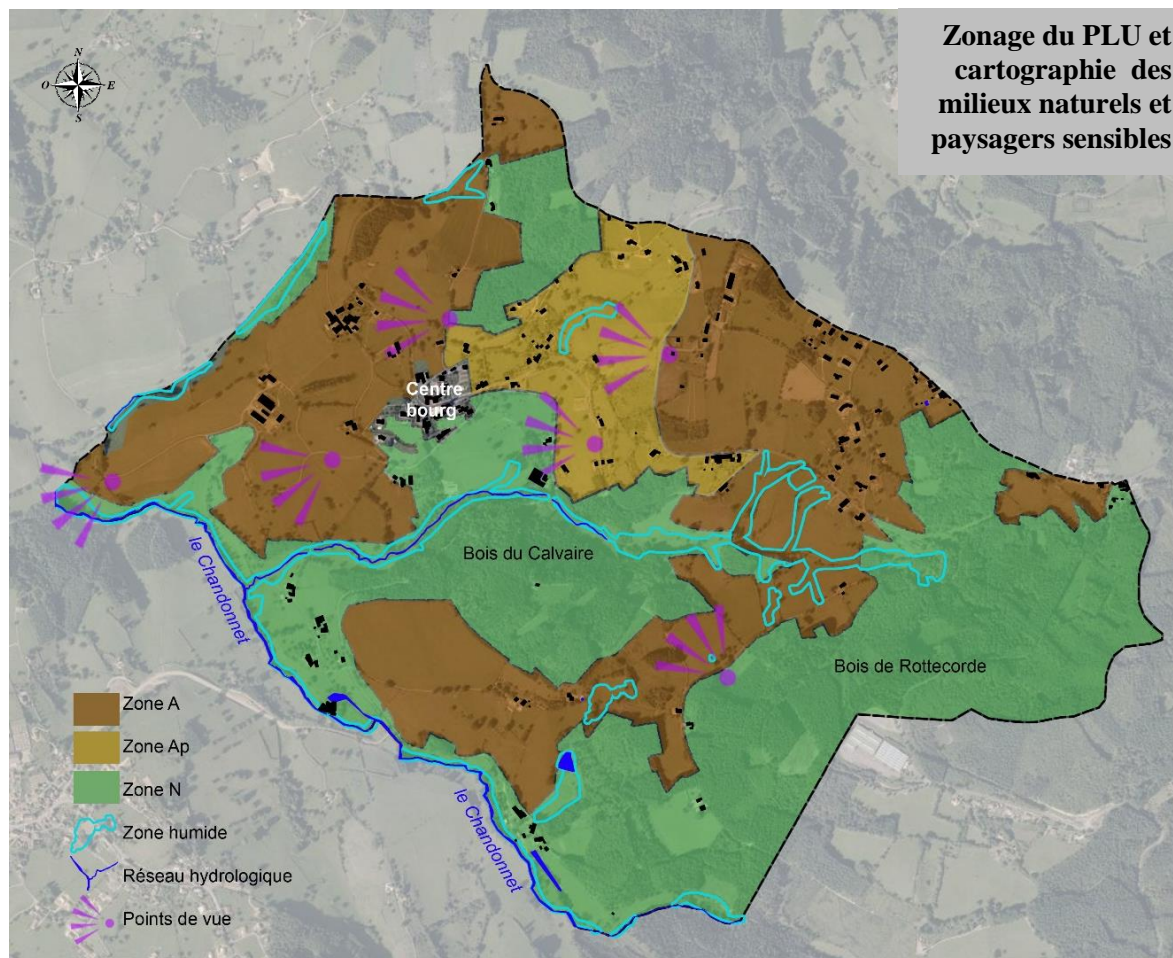 Zonage du PLU et
cartographie des
milieux naturels et
paysagers sensibles
N
O
E
S
Centre
bourg
Bois du Calvaire
le Chandonnet
Bois de Rottecorde
le Chandonnet
Zone A
Zone Ap
Zone N
Zone humide
Réseau hydrologique
Points de vue